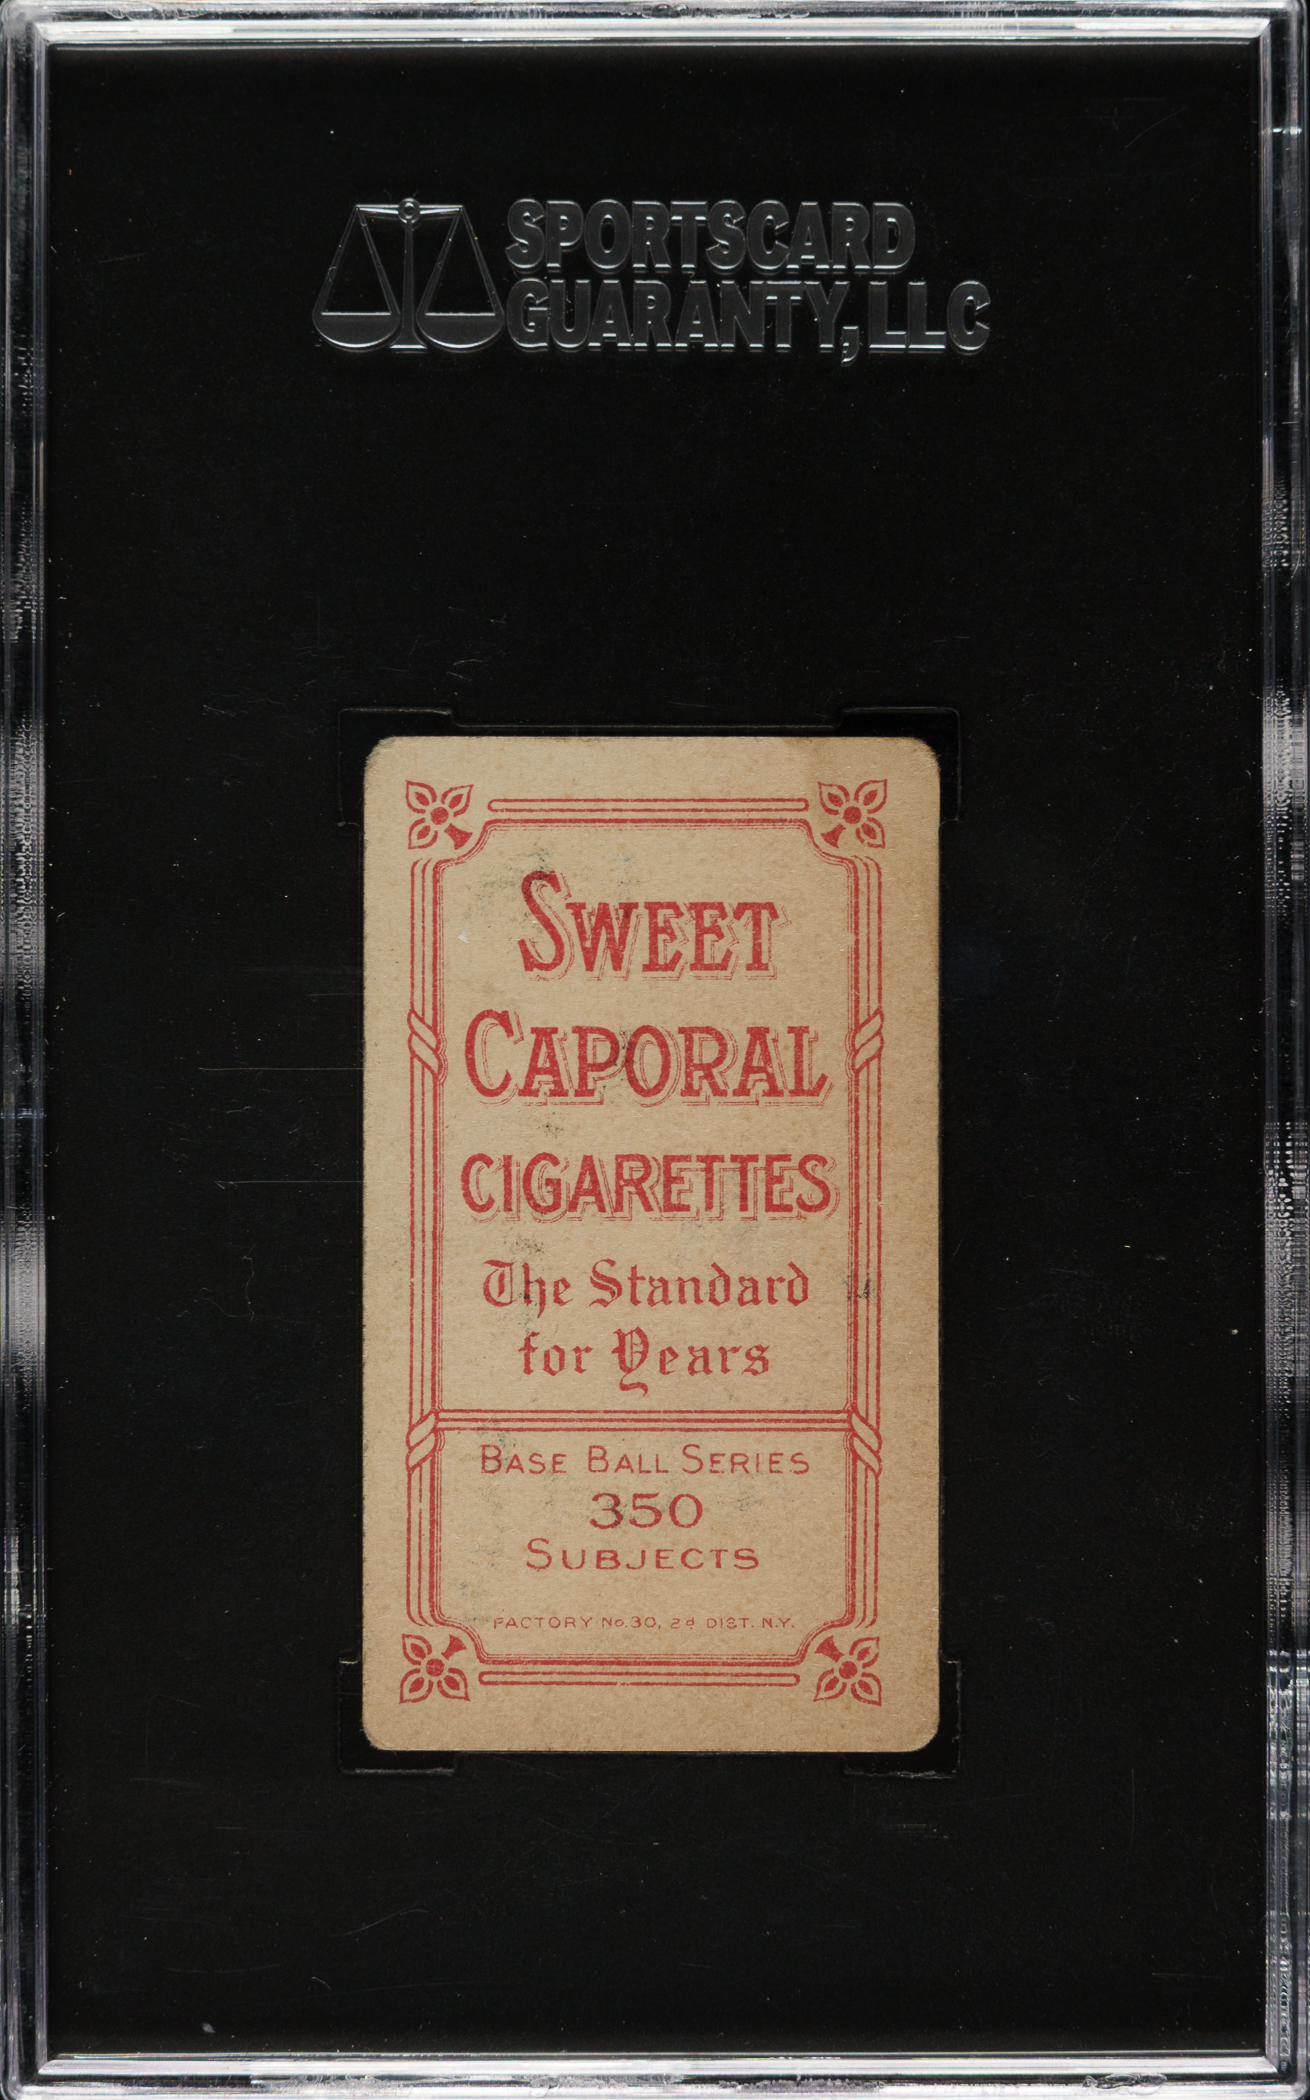 SPORTSCARD
GUARANTY, LLC
SWEET
CAPORAL
CIGARETTES
The Standard
for Years
BASE BALL SERIES
350
SUBJECTS
FACTORY No. 30, 2d DIST. N.Y.